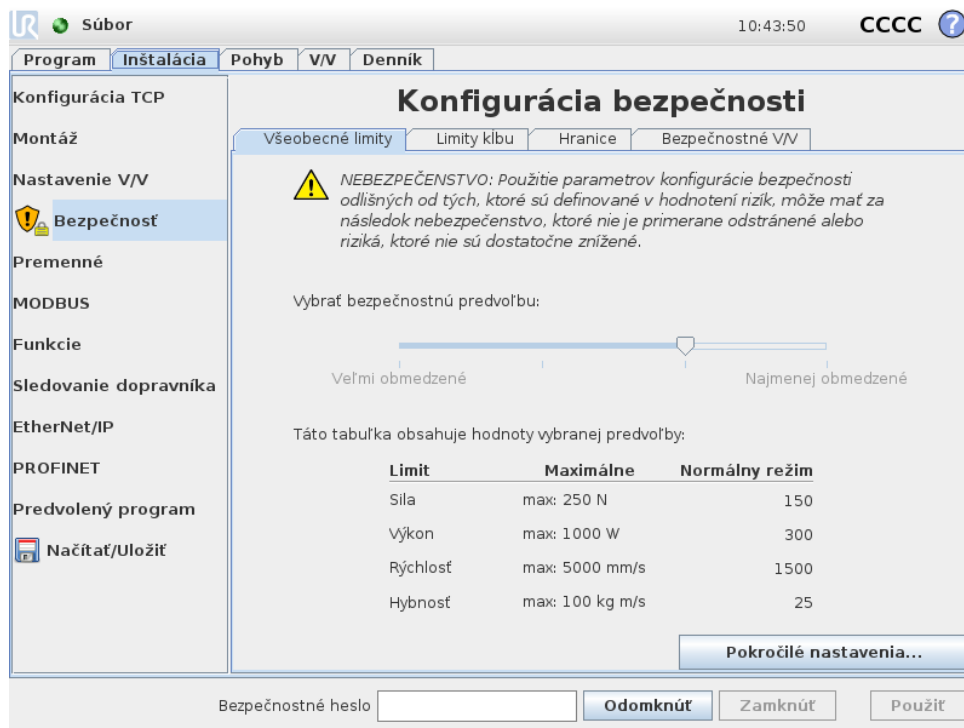 UR Súbor 10:43:50 CCCC ?
Program Inštalácia Pohyb V/V Denník
Konfigurácia TCP
Montáž
Nastavenie V/V
Bezpečnosť
Premenné
MODBUS
Funkcie
Sledovanie dopravníka
EtherNet/IP
PROFINET
Predvolený program
Načítať/Uložiť
Konfigurácia bezpečnosti
Všeobecné limity Limity kĺbu Hranice Bezpečnostné V/V
NEBEZPEČENSTVO: Použitie parametrov konfigurácie bezpečnosti
odlišných od tých, ktoré sú definované v hodnotení rizík, môže mať za
následok nebezpečenstvo, ktoré nie je primerane odstránené alebo
riziká, ktoré nie sú dostatočne znížené.
Vybrať bezpečnostnú predvoľbu:
Veľmi obmedzené Najmenej obmedzené
Táto tabuľka obsahuje hodnoty vybranej predvoľby:
Limit Maximálne Normálny režim
Sila max: 250 N 150
Výkon max: 1000 W 300
Rýchlosť max: 5000 mm/s 1500
Hybnosť max: 100 kg m/s 25
Pokročilé nastavenia...
Bezpečnostné heslo Odomknúť Zamknúť Použiť